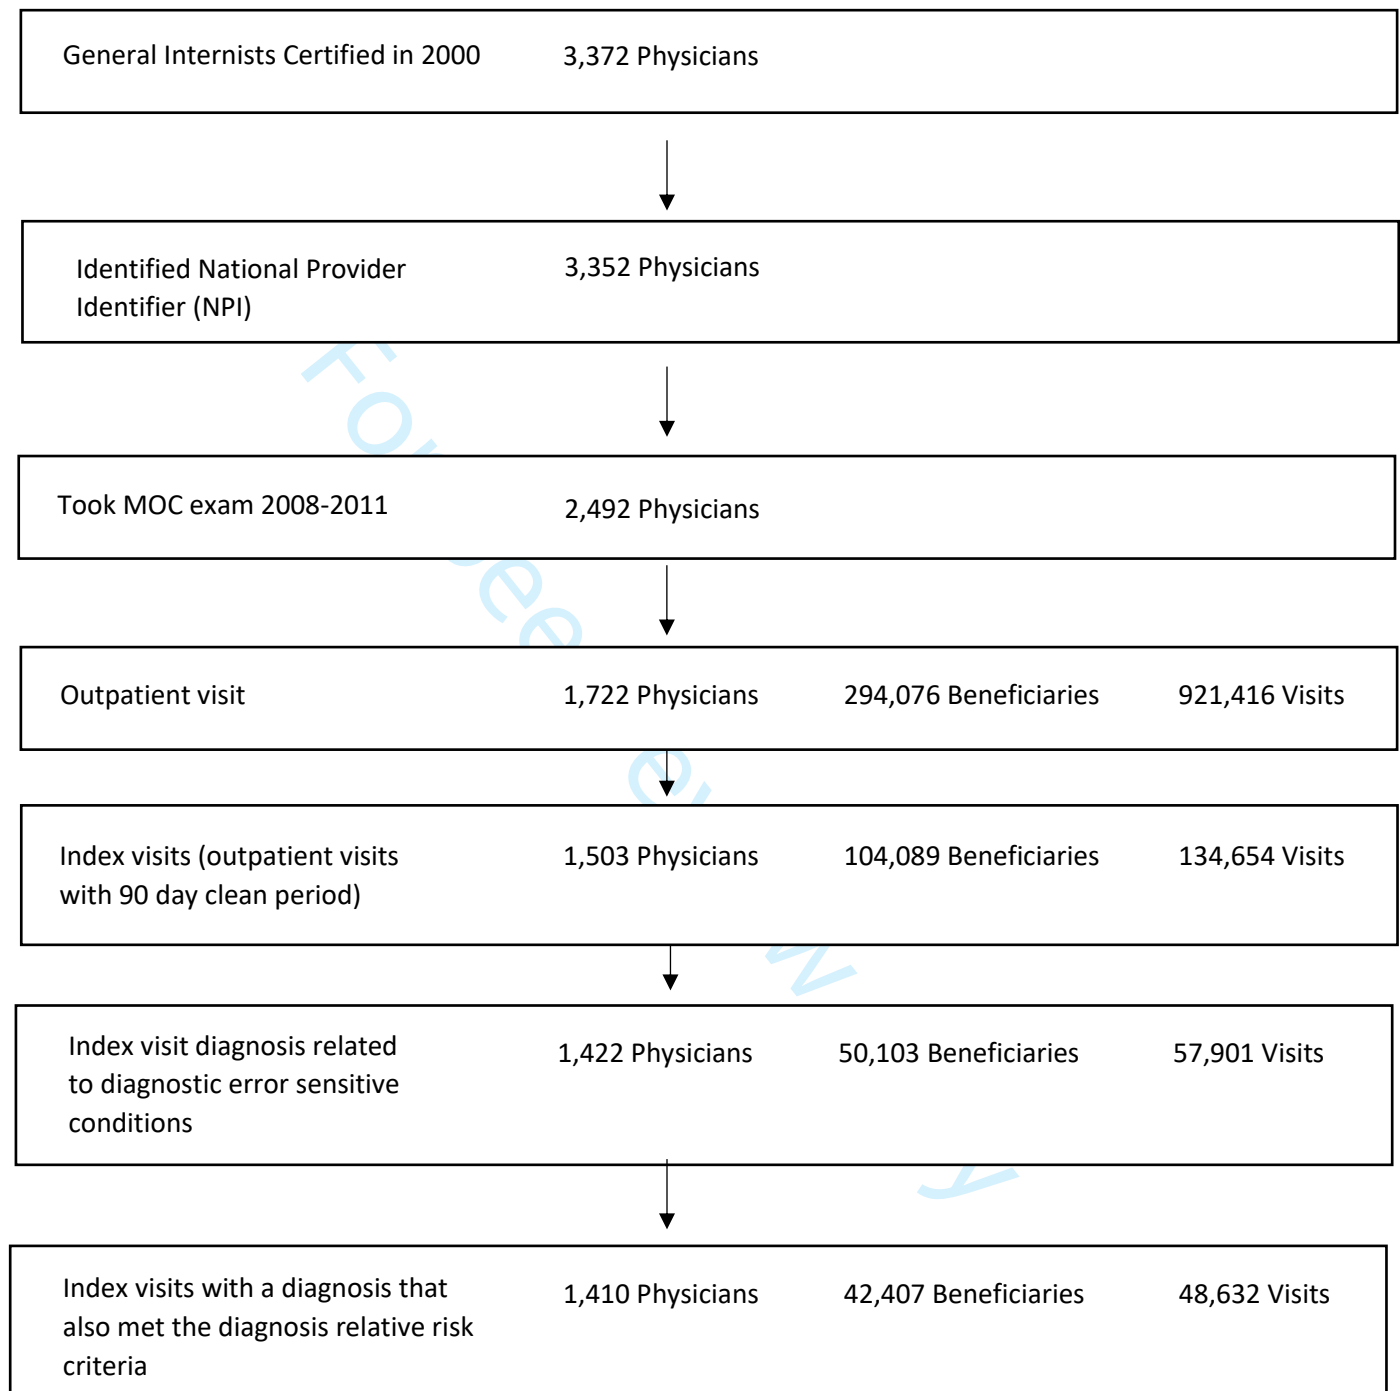 General Internists Certified in 2000 3,372 Physicians
Identified National Provider 3,352 Physicians
Identifier (NPI)
Took MOC exam 2008-2011 2,492 Physicians
Outpatient visit 1,722 Physicians 294,076 Beneficiaries 921,416 Visits
Index visits (outpatient visits 1,503 Physicians 104,089 Beneficiaries 134,654 Visits
with 90 day clean period)
Index visit diagnosis related 1,422 Physicians 50,103 Beneficiaries 57,901 Visits
to diagnostic error sensitive
conditions
Index visits with a diagnosis that 1,410 Physicians 42,407 Beneficiaries 48,632 Visits
also met the diagnosis relative risk
criteria